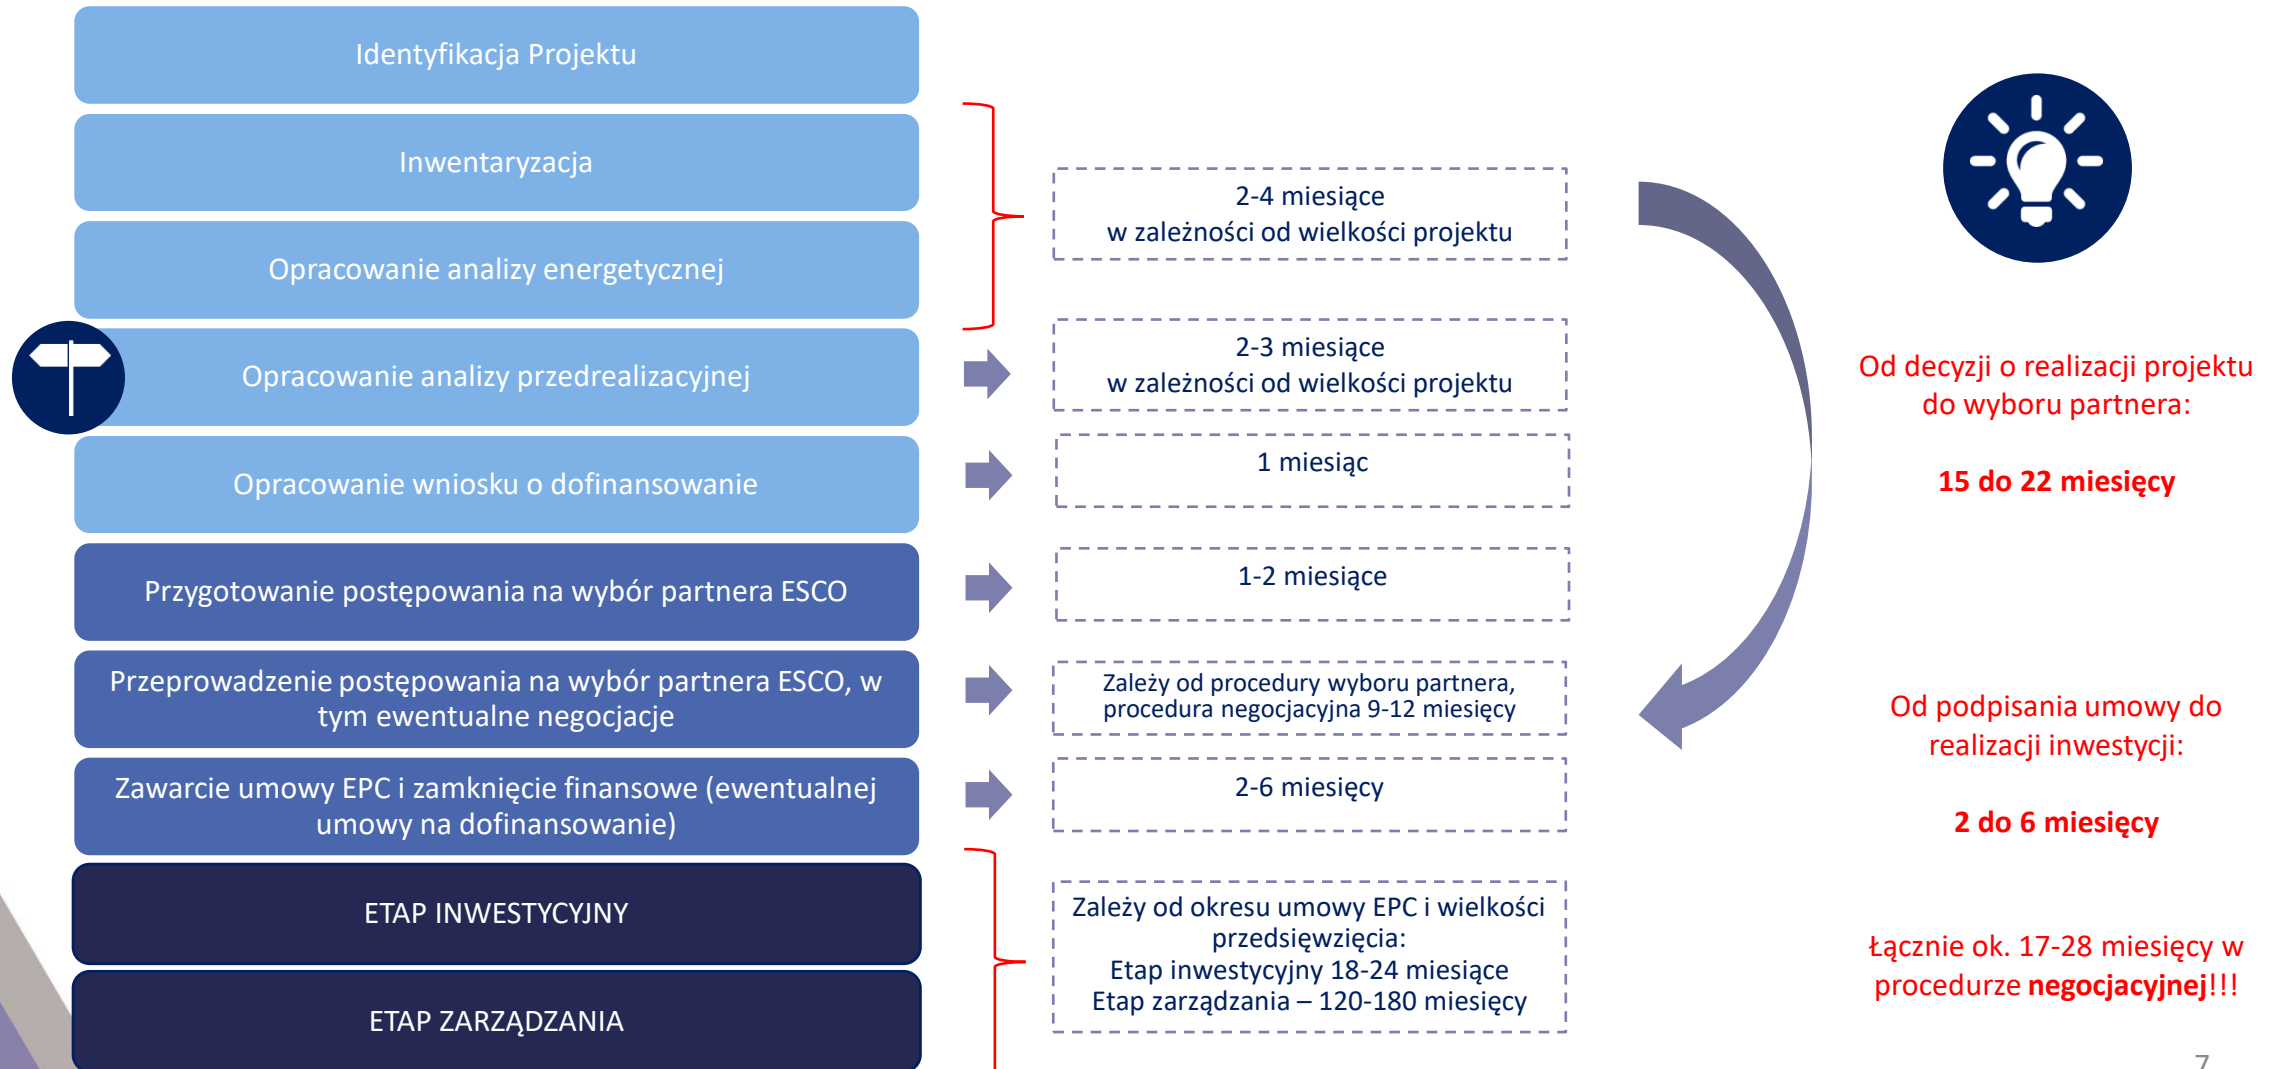 Identyfikacja Projektu
Inwentaryzacja
Opracowanie analizy energetycznej
Opracowanie analizy przedrealizacyjnej
Opracowanie wniosku o dofinansowanie
Przygotowanie postępowania na wybór partnera ESCO
Przeprowadzenie postępowania na wybór partnera ESCO, w
tym ewentualne negocjacje
Zawarcie umowy EPC i zamknięcie finansowe (ewentualnej
umowy na dofinansowanie)
ETAP INWESTYCYJNY
ETAP ZARZĄDZANIA
2-4 miesiące
w zależności od wielkości projektu
2-3 miesiące
w zależności od wielkości projektu
1 miesiąc
1-2 miesiące
Zależy od procedury wyboru partnera,
procedura negocjacyjna 9-12 miesięcy
2-6 miesięcy
Zależy od okresu umowy EPC i wielkości
przedsięwzięcia:
Etap inwestycyjny 18-24 miesiące
Etap zarządzania – 120-180 miesięcy
Od decyzji o realizacji projektu
do wyboru partnera:
15 do 22 miesięcy
Od podpisania umowy do
realizacji inwestycji:
2 do 6 miesięcy
Łącznie ok. 17-28 miesięcy w
procedurze negocjacyjnej!!!
7